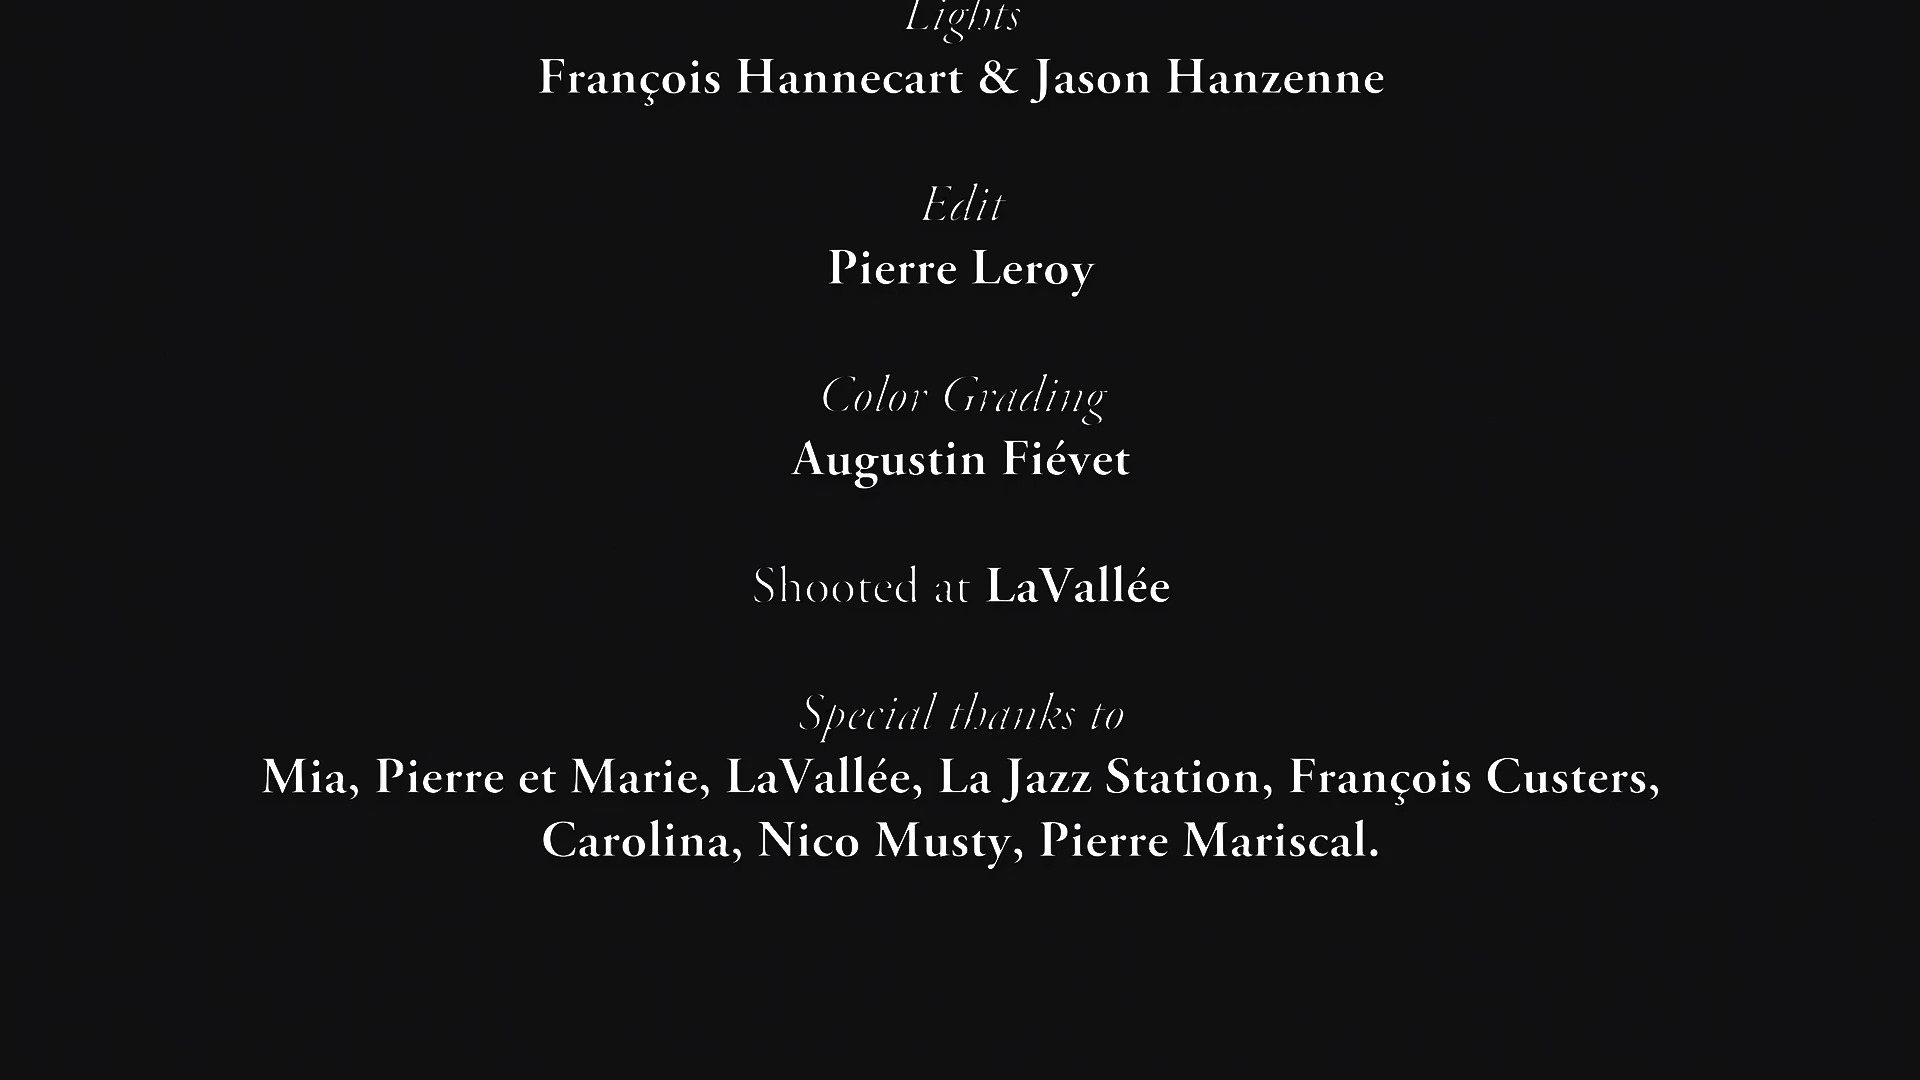 Lights
François Hannecart & Jason Hanzenne
Edit
Pierre Leroy
Color Grading
Augustin Fiévet
Shooted at LaVallée
Special thanks to
Mia, Pierre et Marie, LaVallée, La Jazz Station, François Custers,
Carolina, Nico Musty, Pierre Mariscal.